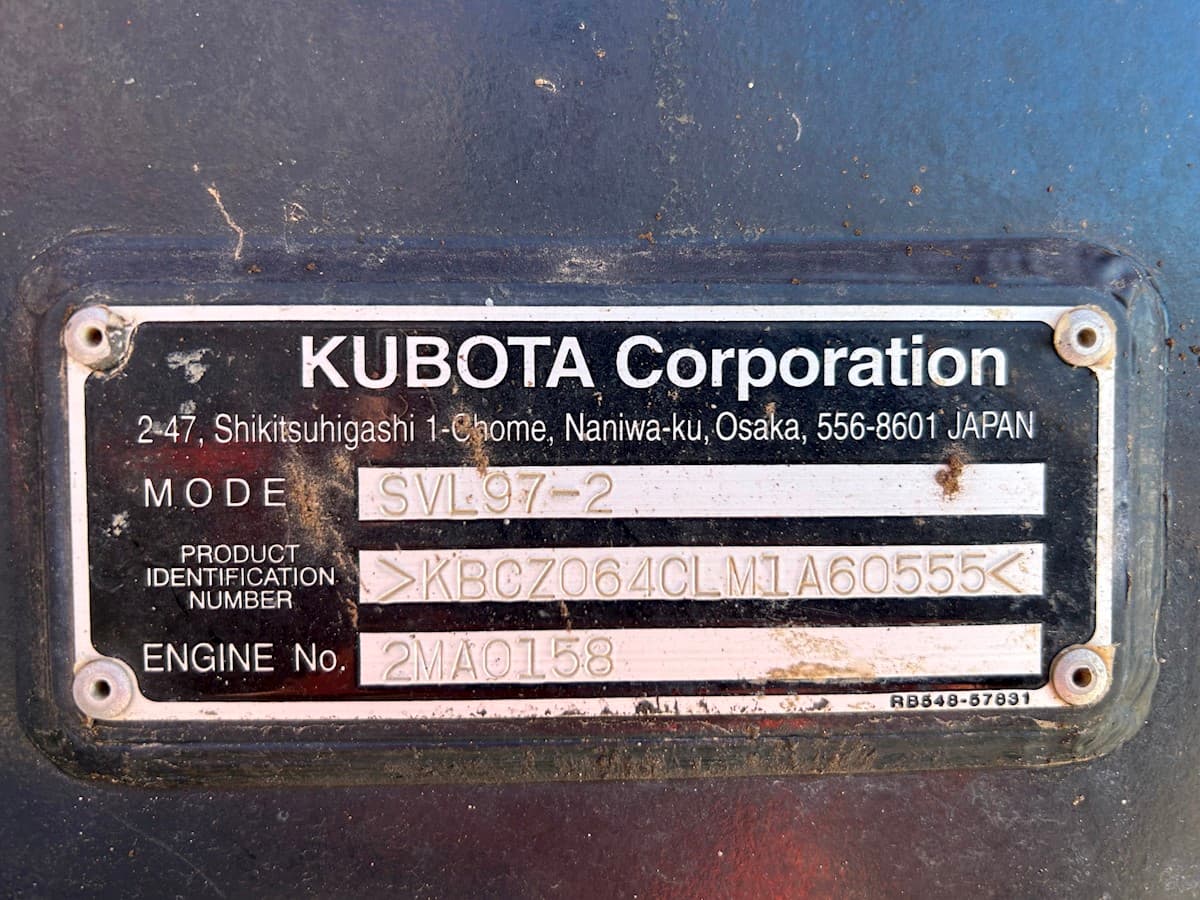 KUBOTA Corporation
2-47, Shikitsuhigashi 1-Chome, Naniwa-ku, Osaka, 556-8601 JAPAN
MODE SVL97-2
PRODUCT
IDENTIFICATION
NUMBER
>KBCZ064CLM1A60555<
ENGINE No. 2MA0158
RB548-57831